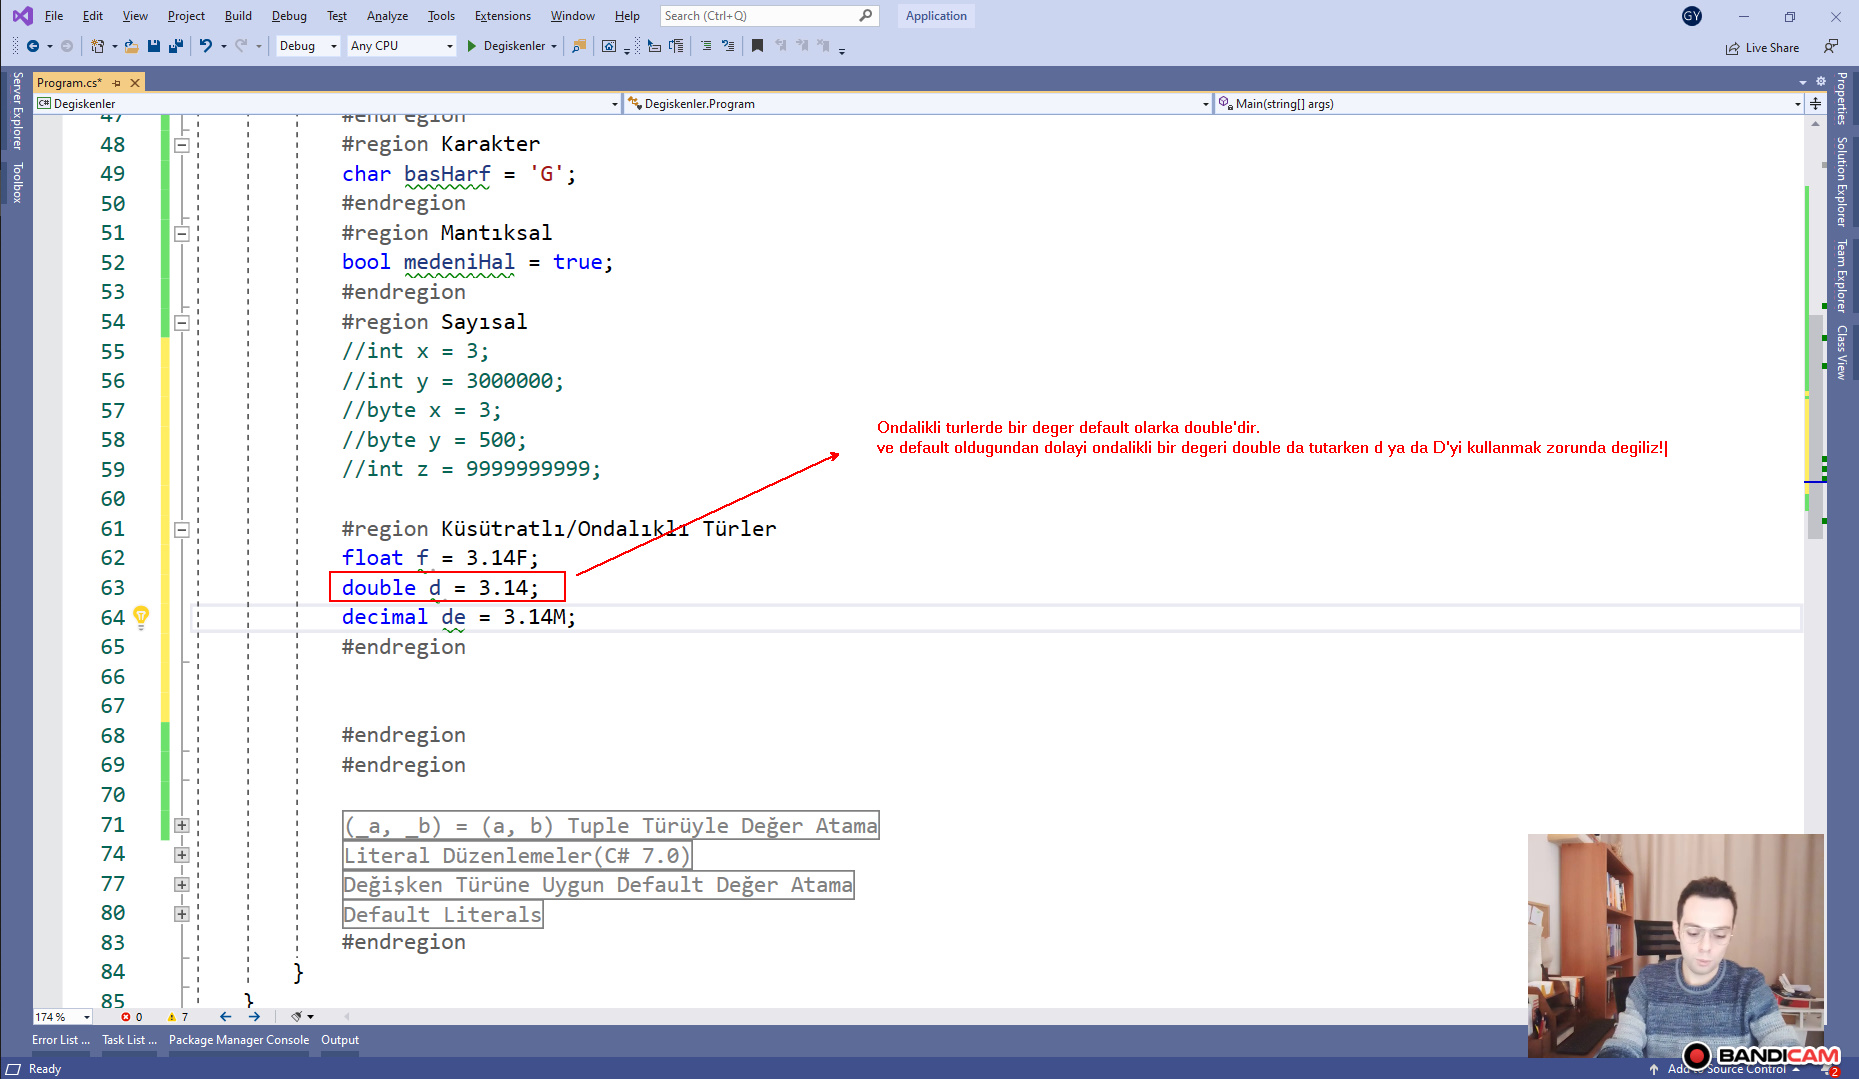 File Edit View Project Build Debug Test Analyze Tools Extensions Window Help Search (Ctrl+Q) Application GY
Debug Any CPU Degiskenler Live Share
Program.cs*
C# Degiskenler Degiskenler.Program Main(string[] args)
Server Explorer
Toolbox
Properties
Solution Explorer
Team Explorer
Class View
47 #endregion
48 #region Karakter
49 char basHarf = 'G';
50 #endregion
51 #region Mantıksal
52 bool medeniHal = true;
53 #endregion
54 #region Sayısal
55 //int x = 3;
56 //int y = 3000000;
57 //byte x = 3;
58 //byte y = 500;
59 //int z = 9999999999;
60
61 #region Küsütratlı/Ondalıklı Türler
62 float f = 3.14F;
63 double d = 3.14;
64 decimal de = 3.14M;
65 #endregion
66
67
68 #endregion
69 #endregion
70
71 (_a, _b) = (a, b) Tuple Türüyle Değer Atama
74 Literal Düzenlemeler(C# 7.0)
77 Değişken Türüne Uygun Default Değer Atama
80 Default Literals
83 #endregion
84 }
85 }
Ondalikli turlerde bir deger default olarka double'dir.
ve default oldugundan dolayi ondalikli bir degeri double da tutarken d ya da D'yi kullanmak zorunda degiliz!
174 % 0 7
Error List ... Task List ... Package Manager Console Output
Ready Add to Source Control 2
BANDICAM